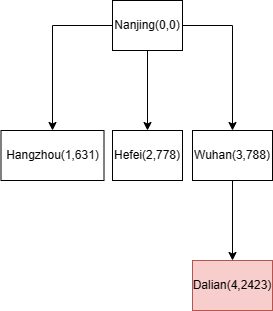 Nanjing(0,0)
Hangzhou(1,631)
Hefei(2,778)
Wuhan(3,788)
Dalian(4,2423)